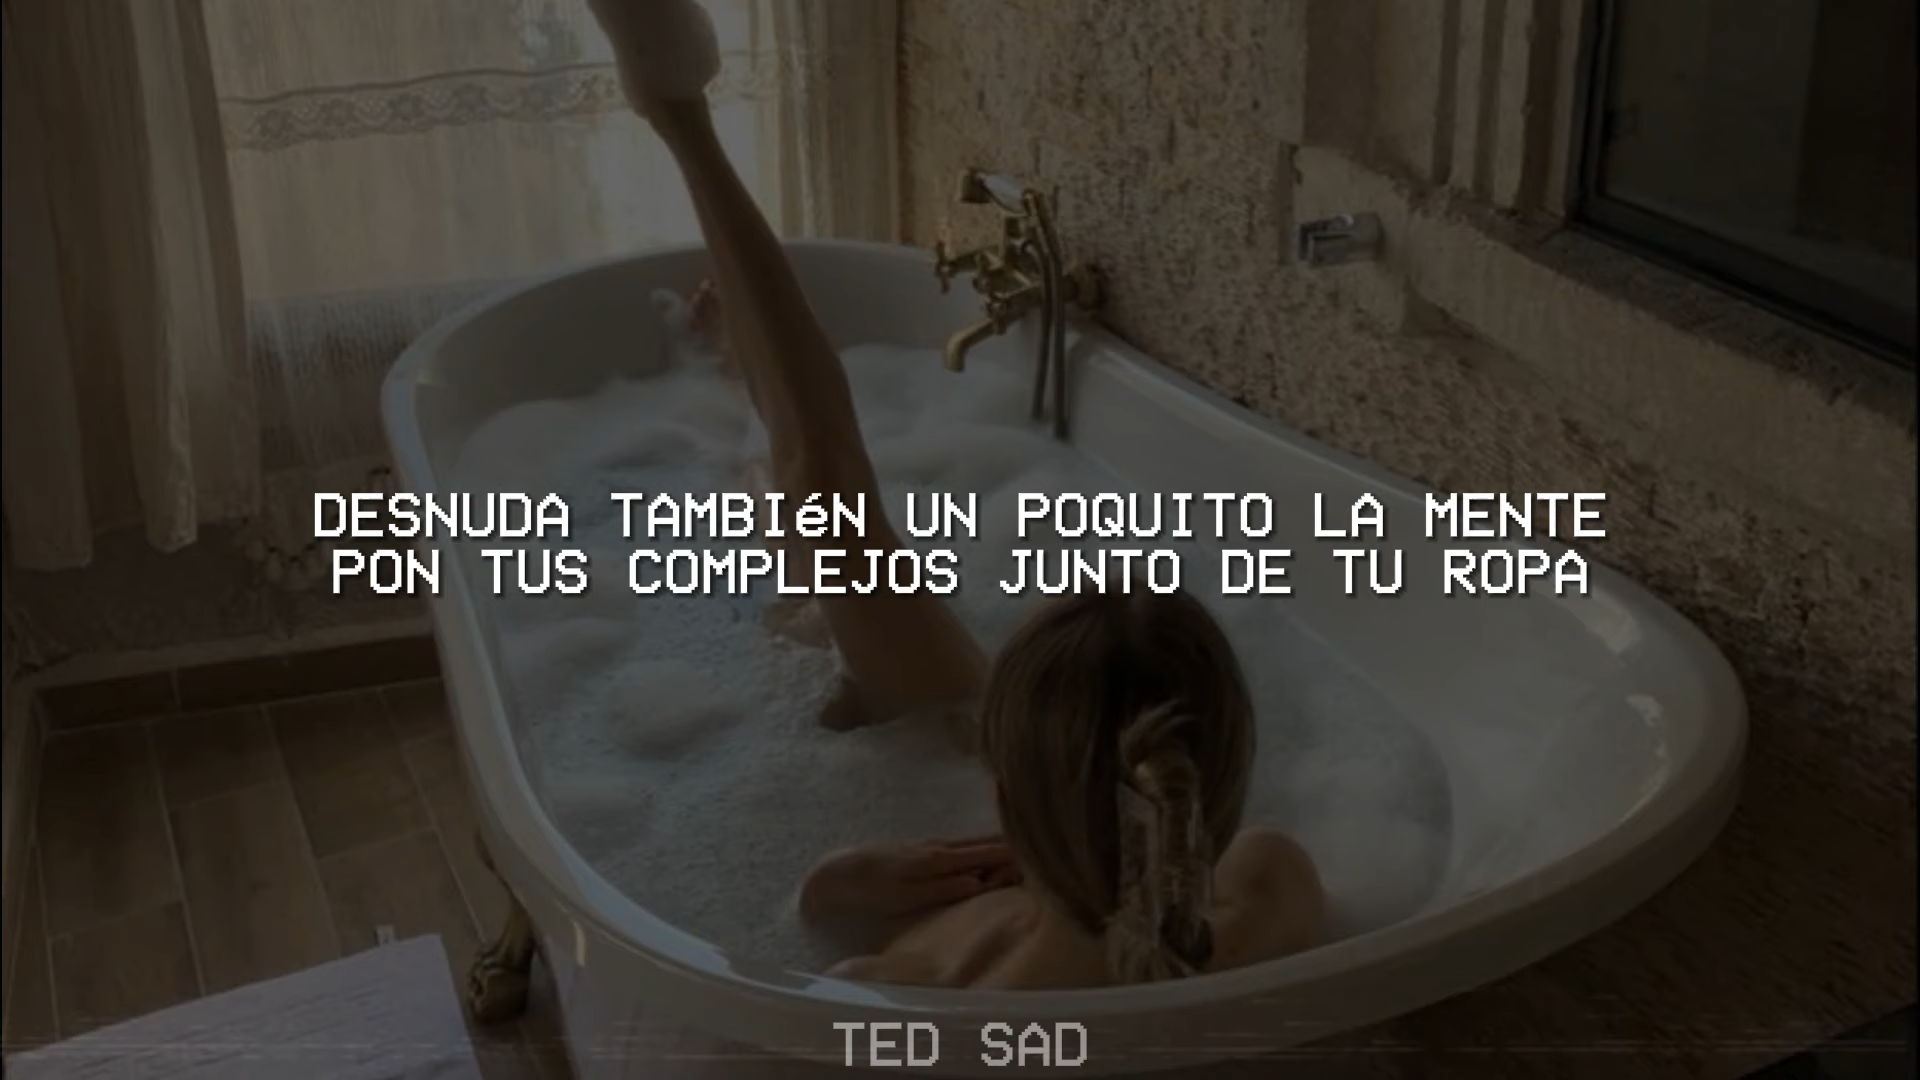 DESNUDA TAMBIéN UN POQUITO LA MENTE
PON TUS COMPLEJOS JUNTO DE TU ROPA
TED SAD